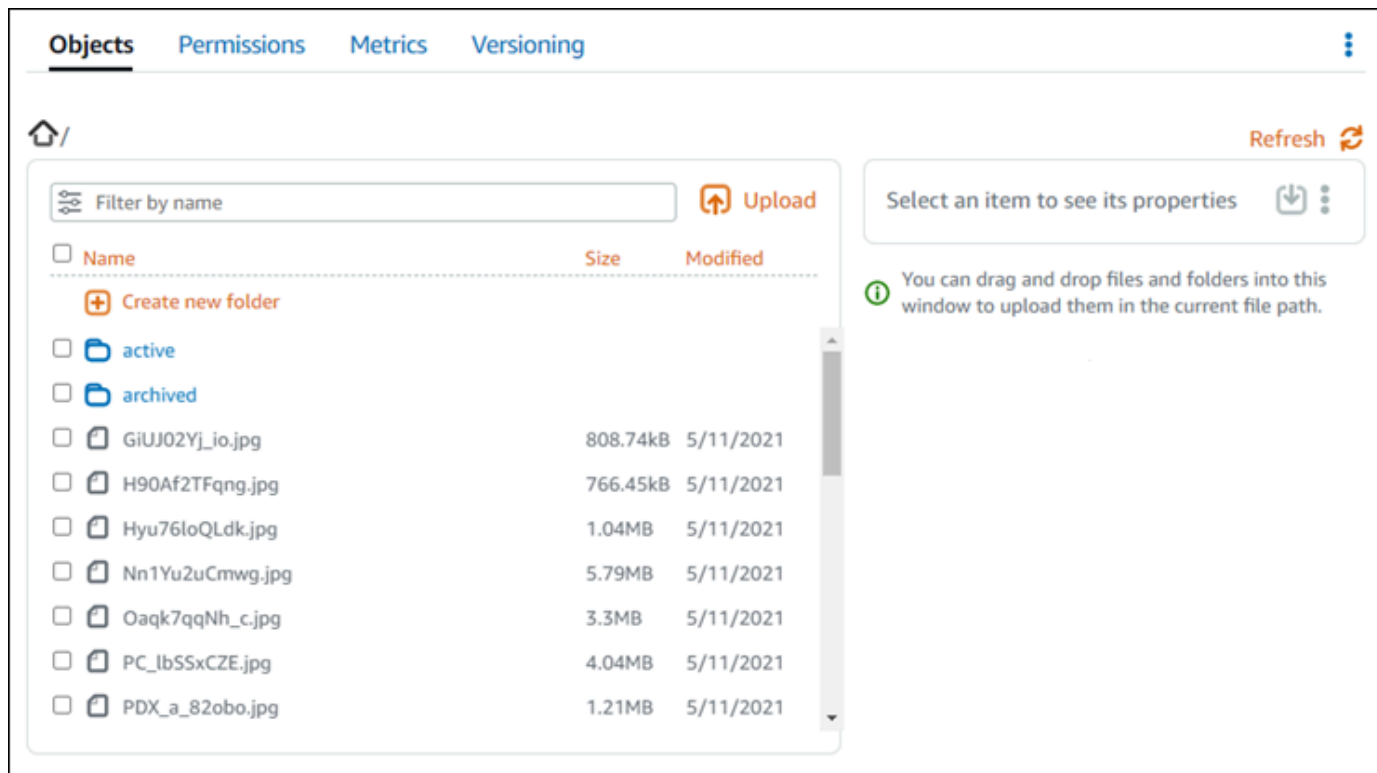 Objects Permissions Metrics Versioning
/
Refresh
Filter by name
Upload
Select an item to see its properties
Name Size Modified
You can drag and drop files and folders into this
window to upload them in the current file path.
Create new folder
active
archived
GiUJ02Yj_io.jpg 808.74kB 5/11/2021
H90Af2TFqng.jpg 766.45kB 5/11/2021
Hyu76loQLdk.jpg 1.04MB 5/11/2021
Nn1Yu2uCmwg.jpg 5.79MB 5/11/2021
Oaqk7qqNh_c.jpg 3.3MB 5/11/2021
PC_lbSSxCZE.jpg 4.04MB 5/11/2021
PDX_a_82obo.jpg 1.21MB 5/11/2021